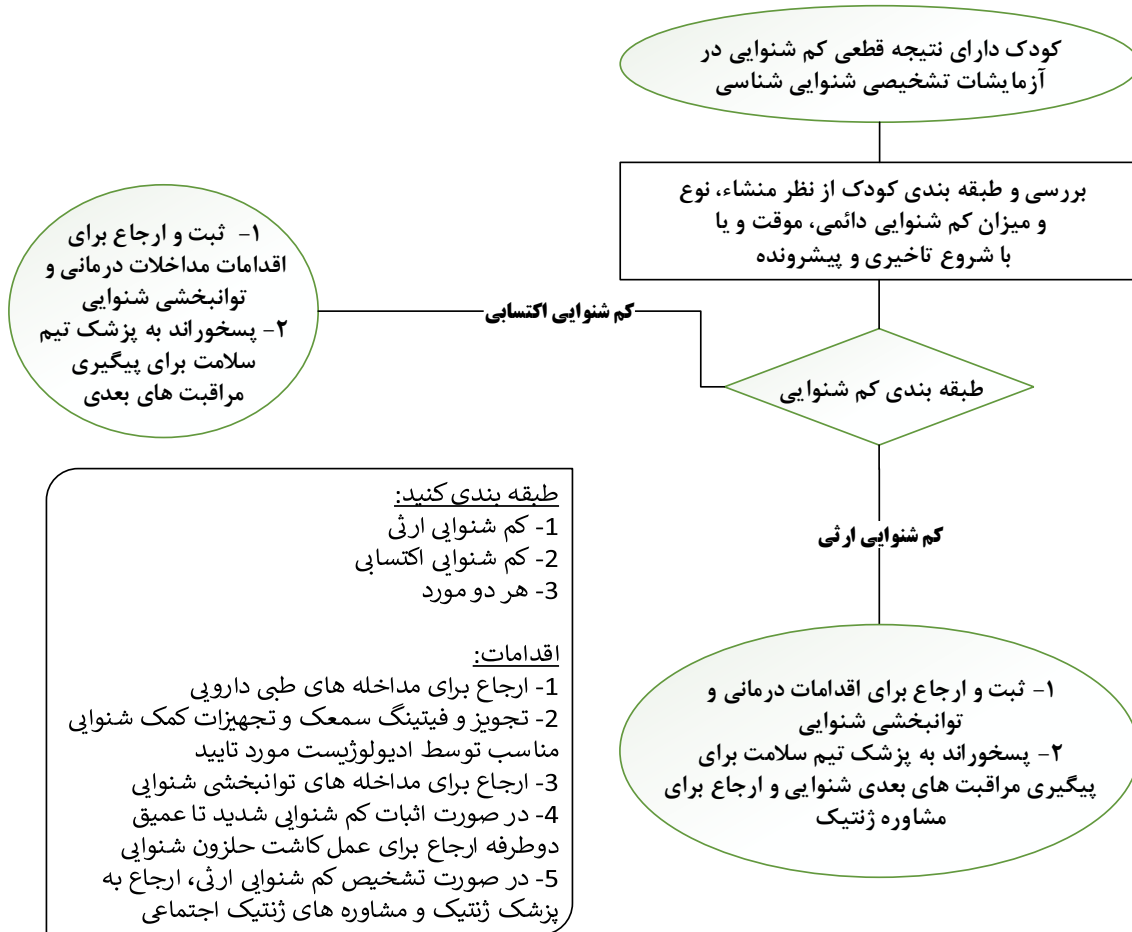 کودک دارای نتیجه قطعی کم شنوایی در
آزمایشات تشخیصی شنوایی شناسی
بررسی و طبقه بندی کودک از نظر منشاء، نوع
و میزان کم شنوایی دائمی، موقت و یا
با شروع تاخیری و پیشرونده
طبقه بندی کم شنوایی
کم شنوایی اکتسابی
۱- ثبت و ارجاع برای
اقدامات مداخلات درمانی و
توانبخشی شنوایی
۲- پسخوراند به پزشک تیم
سلامت برای پیگیری
مراقبت های بعدی
کم شنوایی ارثی
۱- ثبت و ارجاع برای اقدامات درمانی و
توانبخشی شنوایی
۲- پسخوراند به پزشک تیم سلامت برای
پیگیری مراقبت های بعدی شنوایی و ارجاع برای
مشاوره ژنتیک
طبقه بندی کنید:
1- کم شنوایی ارثی
2- کم شنوایی اکتسابی
3- هر دو مورد
اقدامات:
1- ارجاع برای مداخله های طبی دارویی
2- تجویز و فیتینگ سمعک و تجهیزات کمک شنوایی
مناسب توسط ادیولوژیست مورد تایید
3- ارجاع برای مداخله های توانبخشی شنوایی
4- در صورت اثبات کم شنوایی شدید تا عمیق
دوطرفه ارجاع برای عمل کاشت حلزون شنوایی
5- در صورت تشخیص کم شنوایی ارثی، ارجاع به
پزشک ژنتیک و مشاوره های ژنتیک اجتماعی